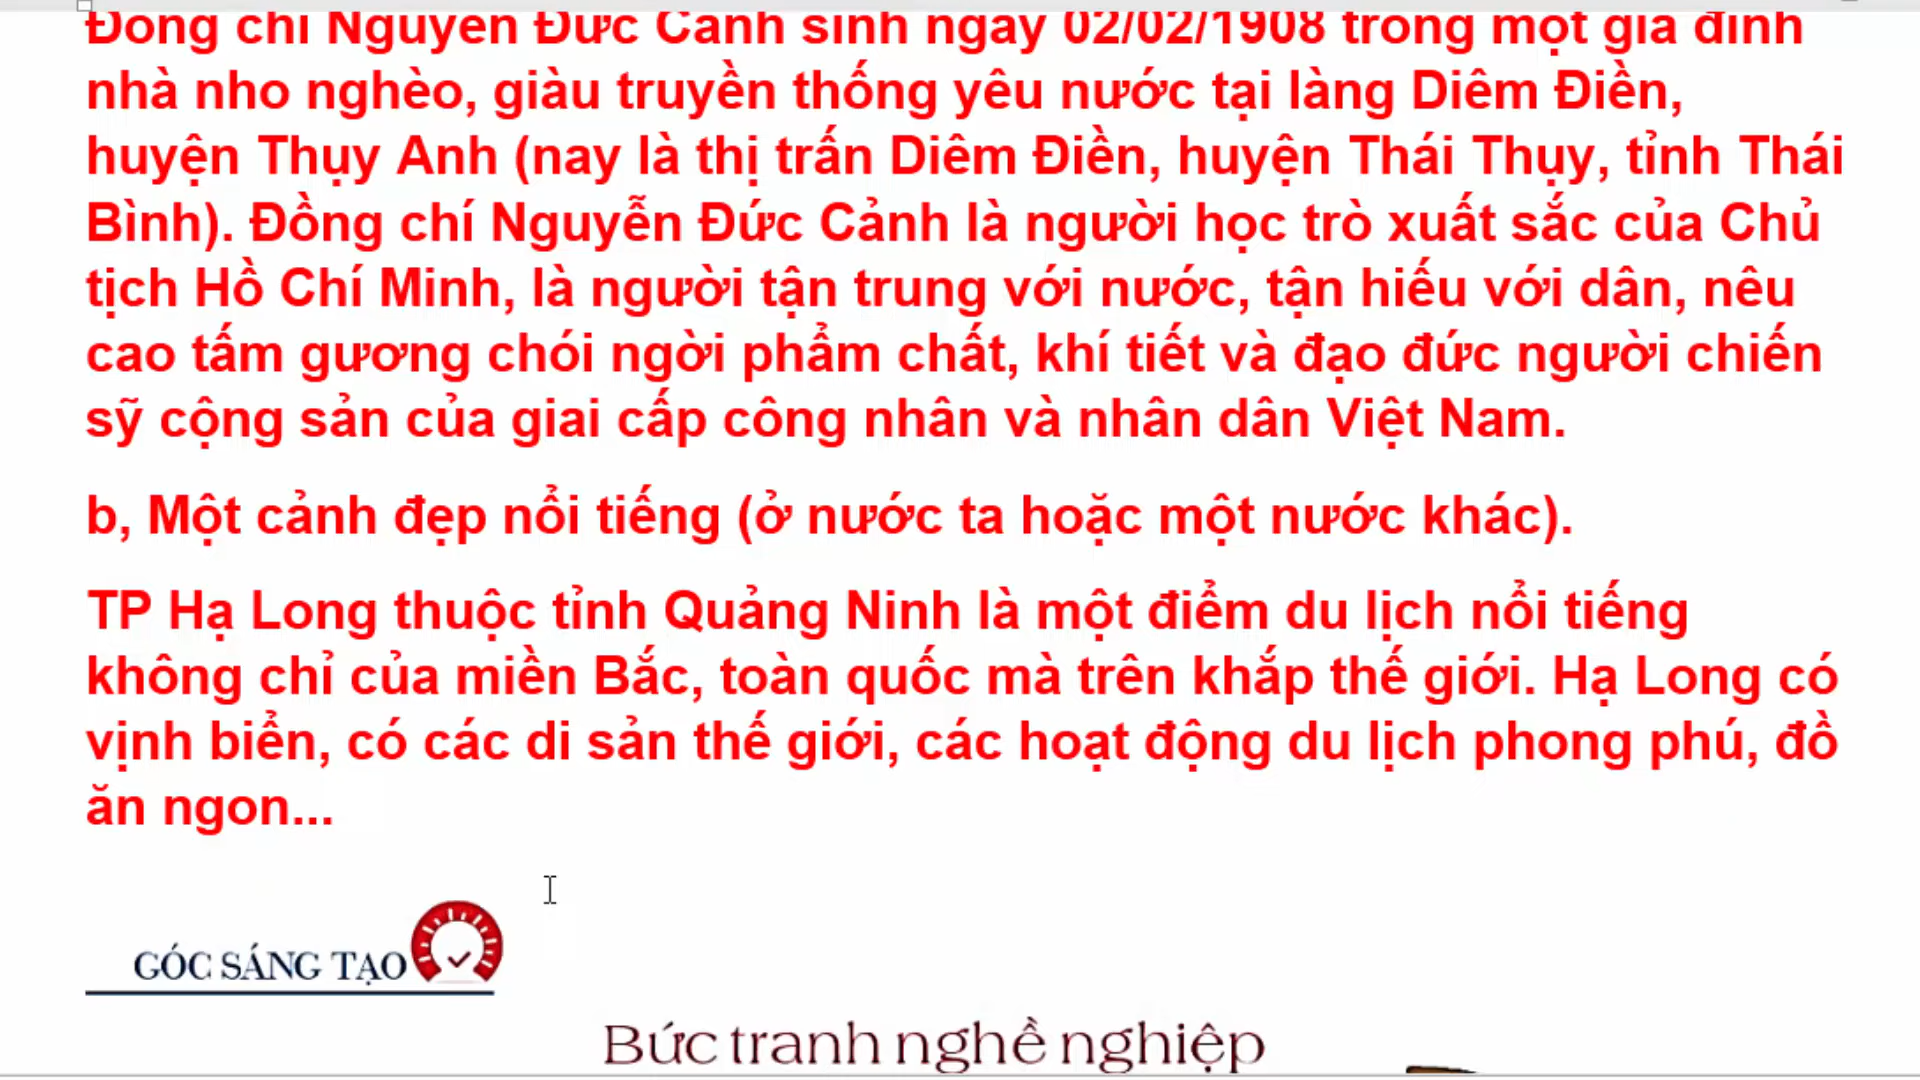 Đồng chí Nguyễn Đức Cảnh sinh ngày 02/02/1908 trong một gia đình
nhà nho nghèo, giàu truyền thống yêu nước tại làng Diêm Điền,
huyện Thụy Anh (nay là thị trấn Diêm Điền, huyện Thái Thụy, tỉnh Thái
Bình). Đồng chí Nguyễn Đức Cảnh là người học trò xuất sắc của Chủ
tịch Hồ Chí Minh, là người tận trung với nước, tận hiếu với dân, nêu
cao tấm gương chói ngời phẩm chất, khí tiết và đạo đức người chiến
sỹ cộng sản của giai cấp công nhân và nhân dân Việt Nam.
b, Một cảnh đẹp nổi tiếng (ở nước ta hoặc một nước khác).
TP Hạ Long thuộc tỉnh Quảng Ninh là một điểm du lịch nổi tiếng
không chỉ của miền Bắc, toàn quốc mà trên khắp thế giới. Hạ Long có
vịnh biển, có các di sản thế giới, các hoạt động du lịch phong phú, đồ
ăn ngon...
GÓC SÁNG TẠO
Bức tranh nghề nghiệp